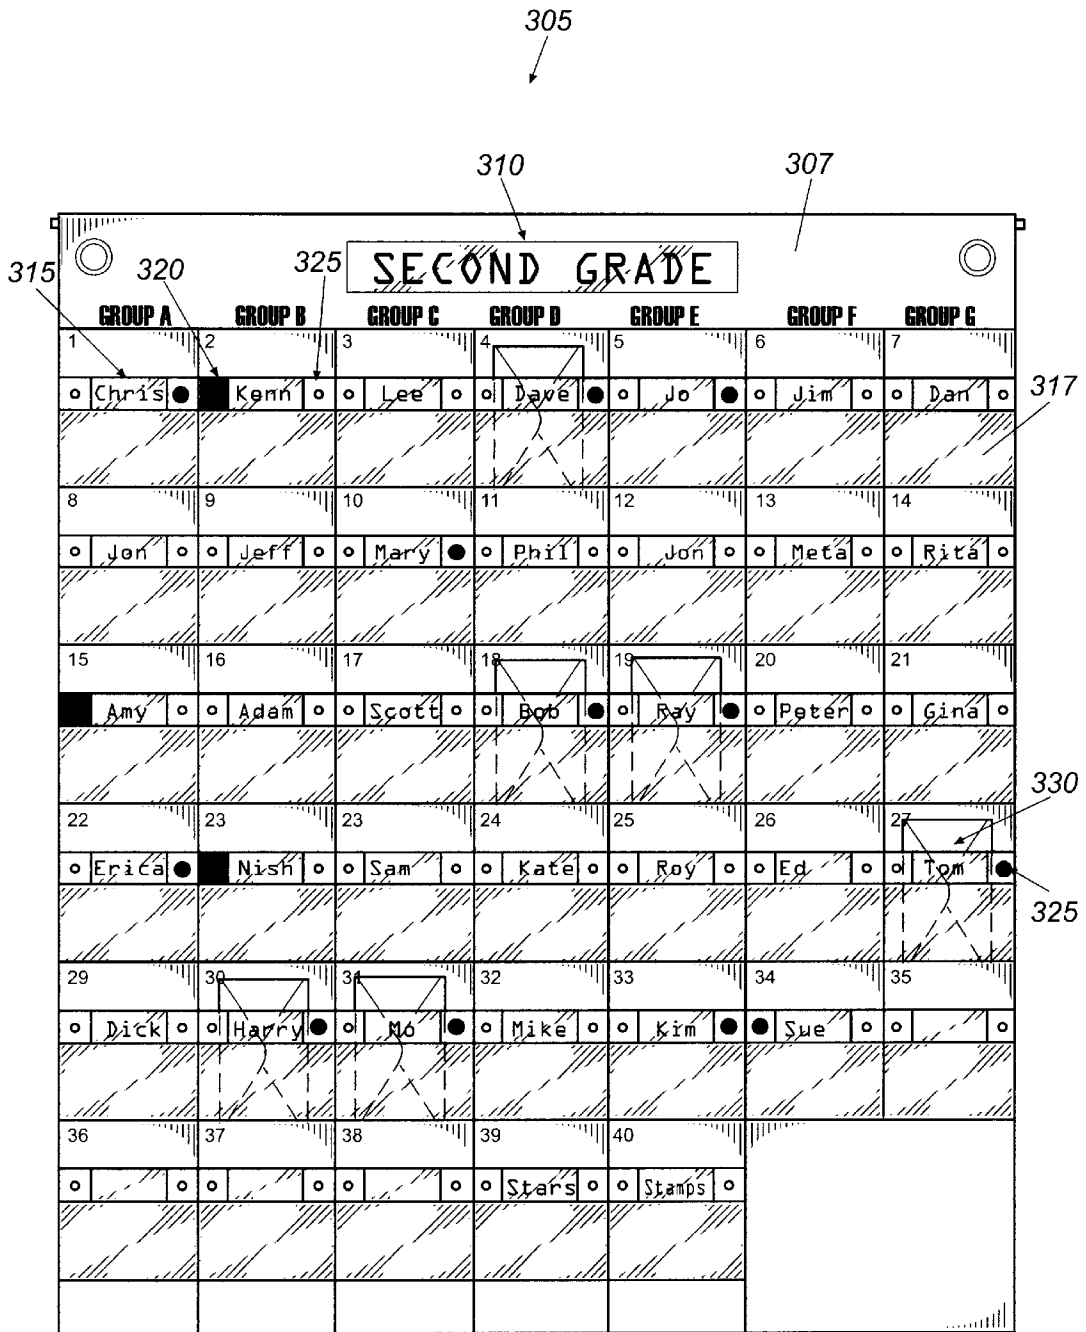 305
310 307
315 320 325
SECOND GRADE
GROUP A GROUP B GROUP C GROUP D GROUP E GROUP F GROUP G
1 2 3 4 5 6 7
Chris Kenn Lee Dave Jo Jim Dan
317
8 9 10 11 12 13 14
Jon Jeff Mary Phil Jon Meta Rita
15 16 17 18 19 20 21
Amy Adam Scott Bob Ray Peter Gina
330
22 23 23 24 25 26 27
Erica Nish Sam Kate Roy Ed Tom
325
29 30 31 32 33 34 35
Dick Harry Mo Mike Kim Sue
36 37 38 39 40
Stars Stamps